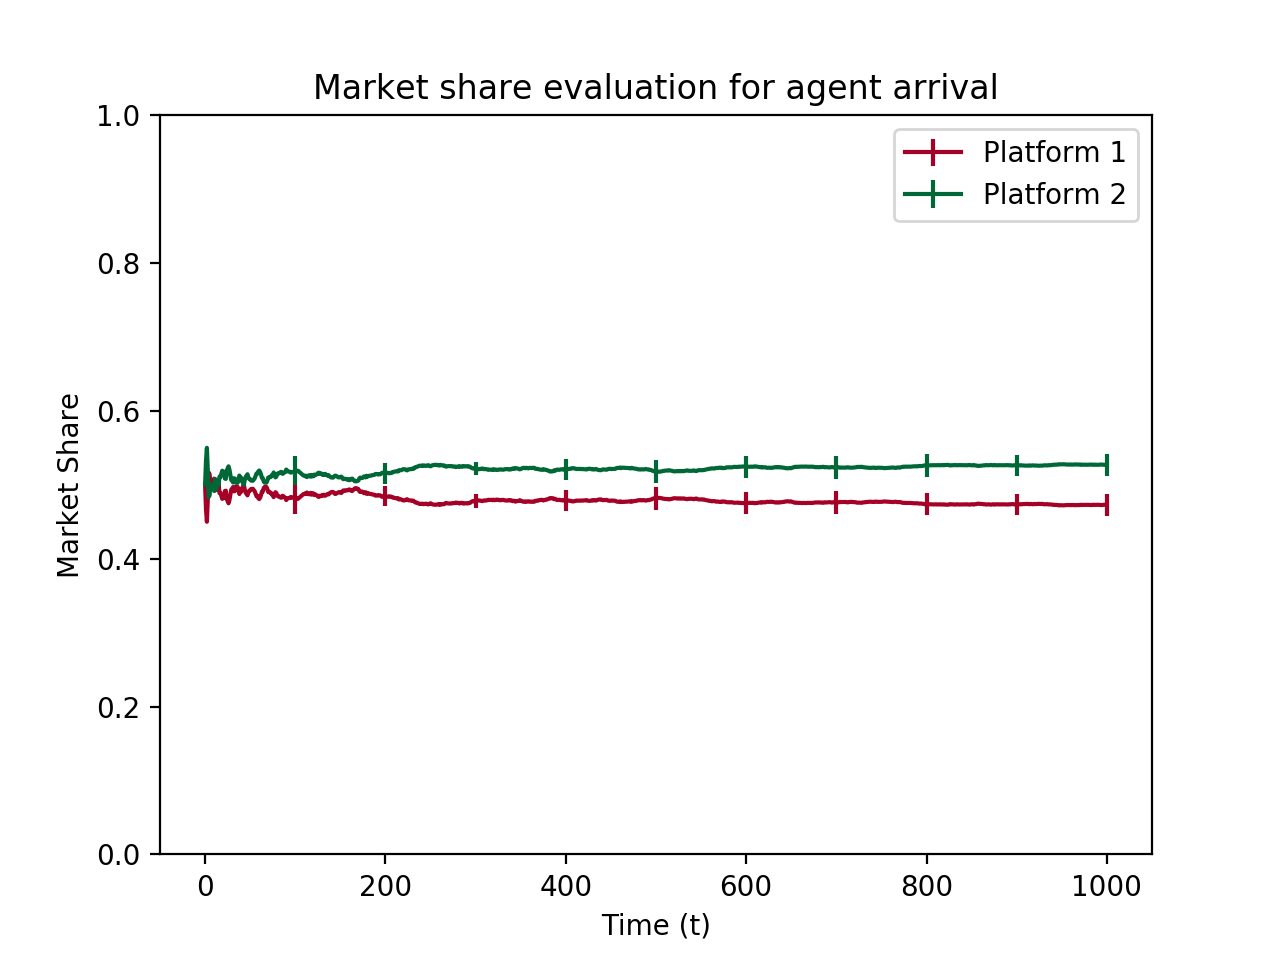 Market share evaluation for agent arrival
Platform 1
Platform 2
Market Share
1.0
0.8
0.6
0.4
0.2
0.0
0 200 400 600 800 1000
Time (t)